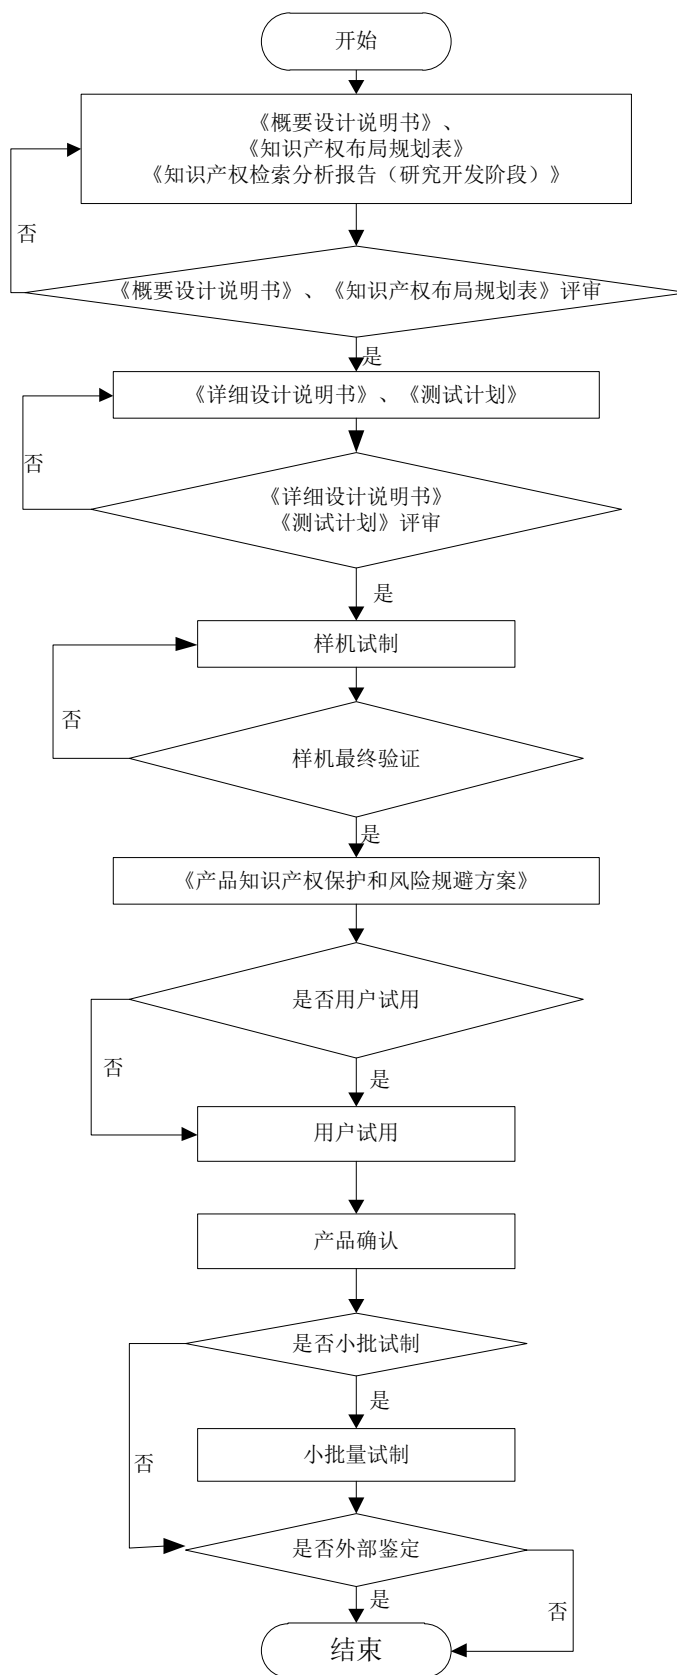 开始
《概要设计说明书》、
《知识产权布局规划表》
《知识产权检索分析报告（研究开发阶段）》
否
《概要设计说明书》、《知识产权布局规划表》评审
是
《详细设计说明书》、《测试计划》
否
《详细设计说明书》
《测试计划》评审
是
样机试制
否
样机最终验证
是
《产品知识产权保护和风险规避方案》
是否用户试用
否
是
用户试用
产品确认
是否小批试制
是
小批量试制
否
是否外部鉴定
是
否
结束